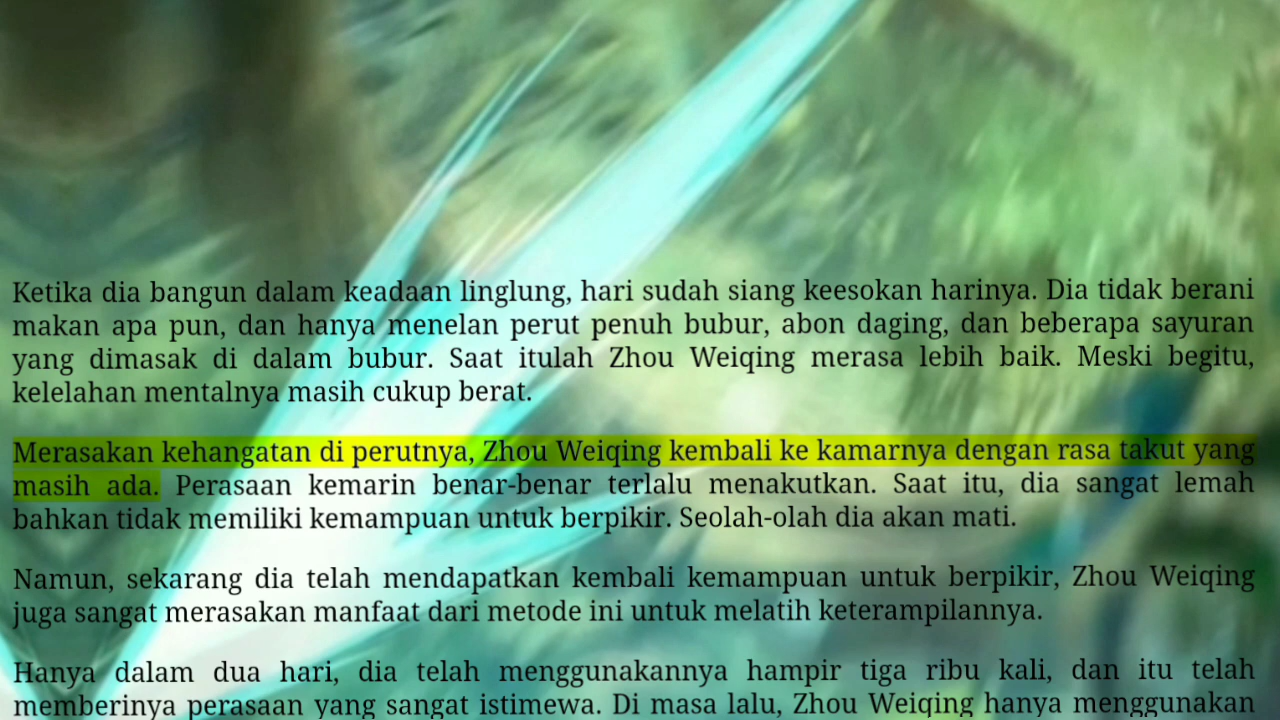 Ketika dia bangun dalam keadaan linglung, hari sudah siang keesokan harinya. Dia tidak berani
makan apa pun, dan hanya menelan perut penuh bubur, abon daging, dan beberapa sayuran
yang dimasak di dalam bubur. Saat itulah Zhou Weiqing merasa lebih baik. Meski begitu,
kelelahan mentalnya masih cukup berat.
Merasakan kehangatan di perutnya, Zhou Weiqing kembali ke kamarnya dengan rasa takut yang
masih ada. Perasaan kemarin benar-benar terlalu menakutkan. Saat itu, dia sangat lemah
bahkan tidak memiliki kemampuan untuk berpikir. Seolah-olah dia akan mati.
Namun, sekarang dia telah mendapatkan kembali kemampuan untuk berpikir, Zhou Weiqing
juga sangat merasakan manfaat dari metode ini untuk melatih keterampilannya.
Hanya dalam dua hari, dia telah menggunakannya hampir tiga ribu kali, dan itu telah
memberinya perasaan yang sangat istimewa. Di masa lalu, Zhou Weiqing hanya menggunakan